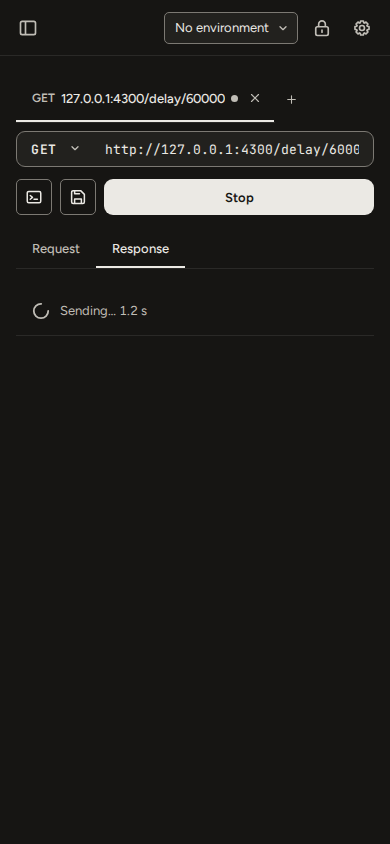 No environment
GET 127.0.0.1:4300/delay/60000
GET http://127.0.0.1:4300/delay/6000
Stop
Request Response
Sending... 1.2 s